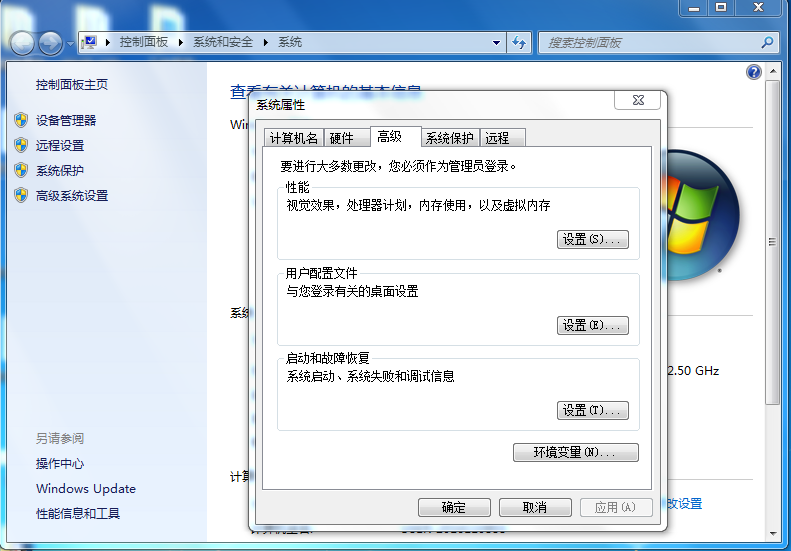 控制面板 系统和安全 系统
搜索控制面板
控制面板主页
设备管理器
远程设置
系统保护
高级系统设置
另请参阅
操作中心
Windows Update
性能信息和工具
查看有关计算机的基本信息
Win
系统
计算
2.50 GHz
改设置
系统属性
计算机名 硬件 高级 系统保护 远程
要进行大多数更改，您必须作为管理员登录。
性能
视觉效果，处理器计划，内存使用，以及虚拟内存
设置(S)...
用户配置文件
与您登录有关的桌面设置
设置(E)...
启动和故障恢复
系统启动、系统失败和调试信息
设置(T)...
环境变量(N)...
确定 取消 应用(A)